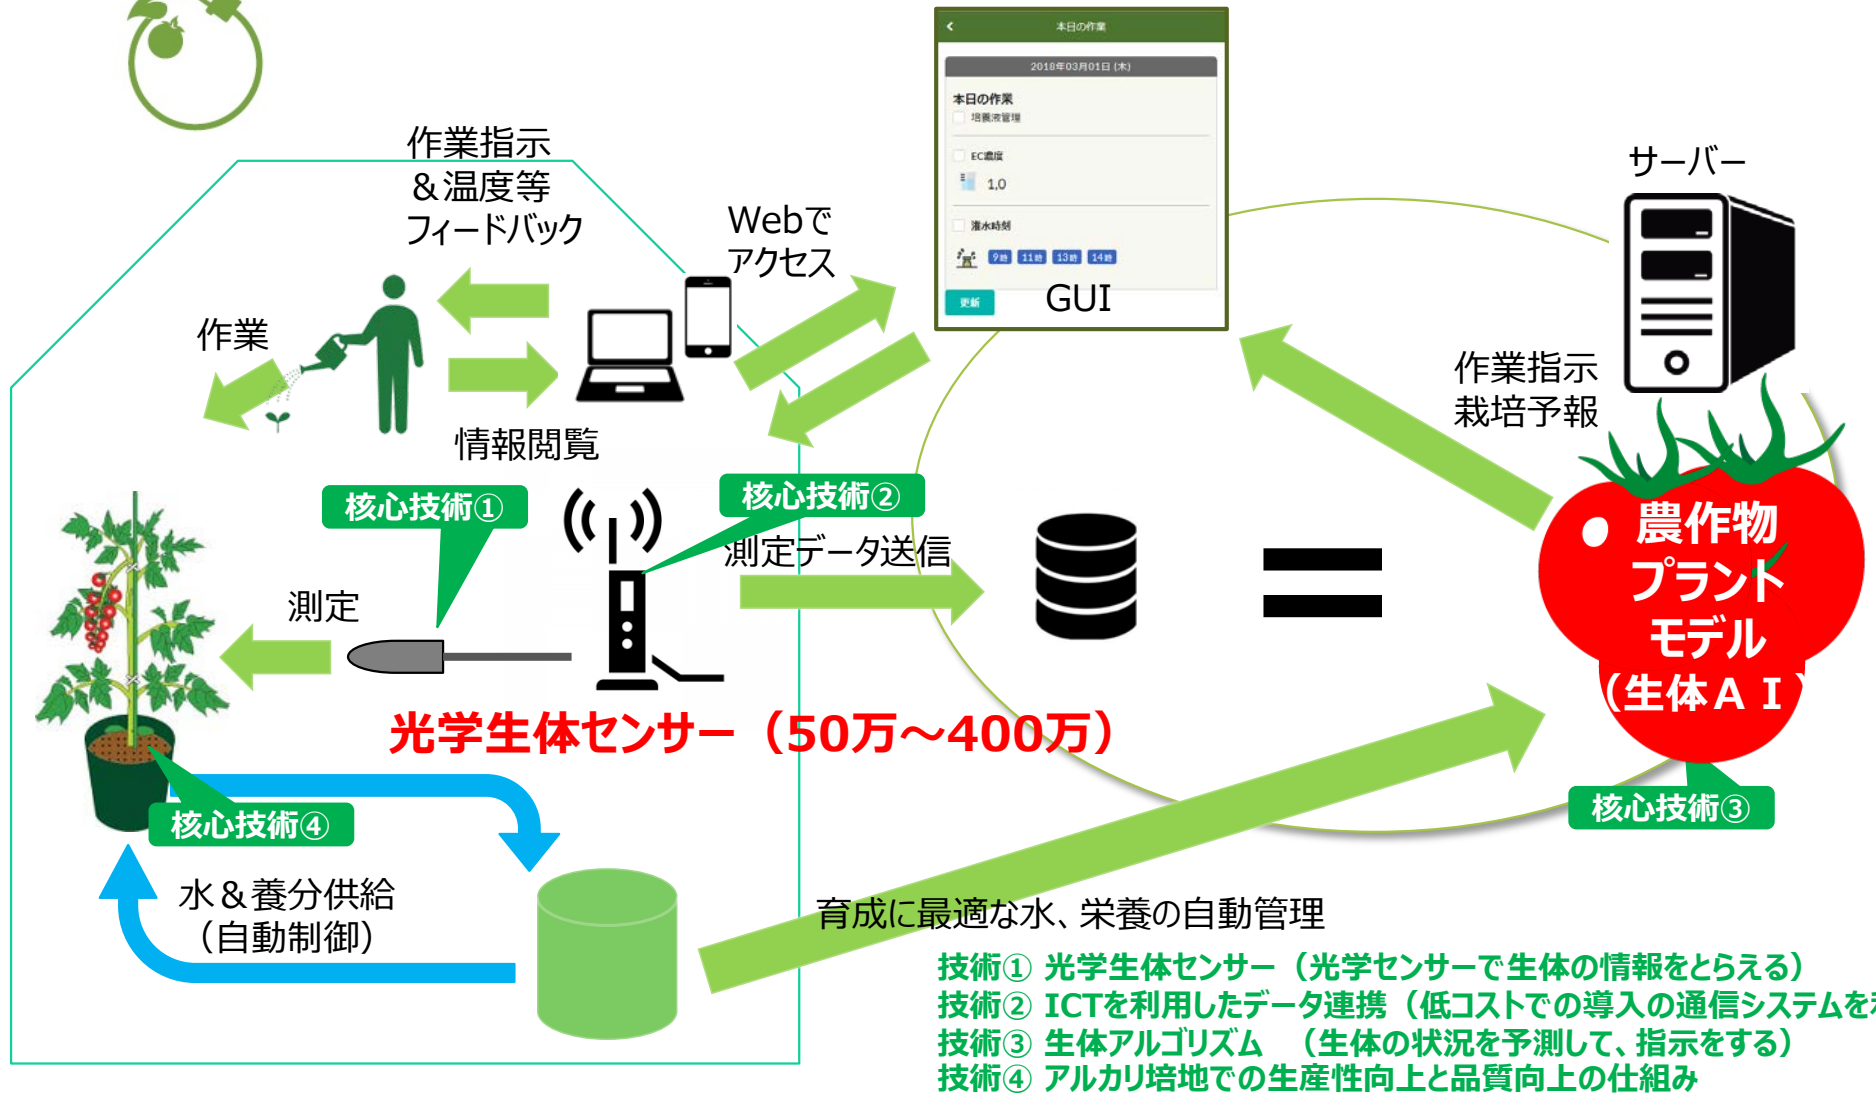 本日の作業
2018年03月01日 (木)
本日の作業
培養液管理
EC濃度
1.0
灌水時刻
9時 11時 13時 14時
更新
GUI
作業指示
＆温度等
フィードバック
Webで
アクセス
サーバー
作業
情報閲覧
作業指示
栽培予報
核心技術①
核心技術②
測定データ送信
測定
農作物
プラント
モデル
（生体ＡＩ）
光学生体センサー（50万～400万）
核心技術③
核心技術④
水＆養分供給
（自動制御）
育成に最適な水、栄養の自動管理
技術① 光学生体センサー（光学センサーで生体の情報をとらえる）
技術② ICTを利用したデータ連携（低コストでの導入の通信システムを
技術③ 生体アルゴリズム　（生体の状況を予測して、指示をする）
技術④ アルカリ培地での生産性向上と品質向上の仕組み